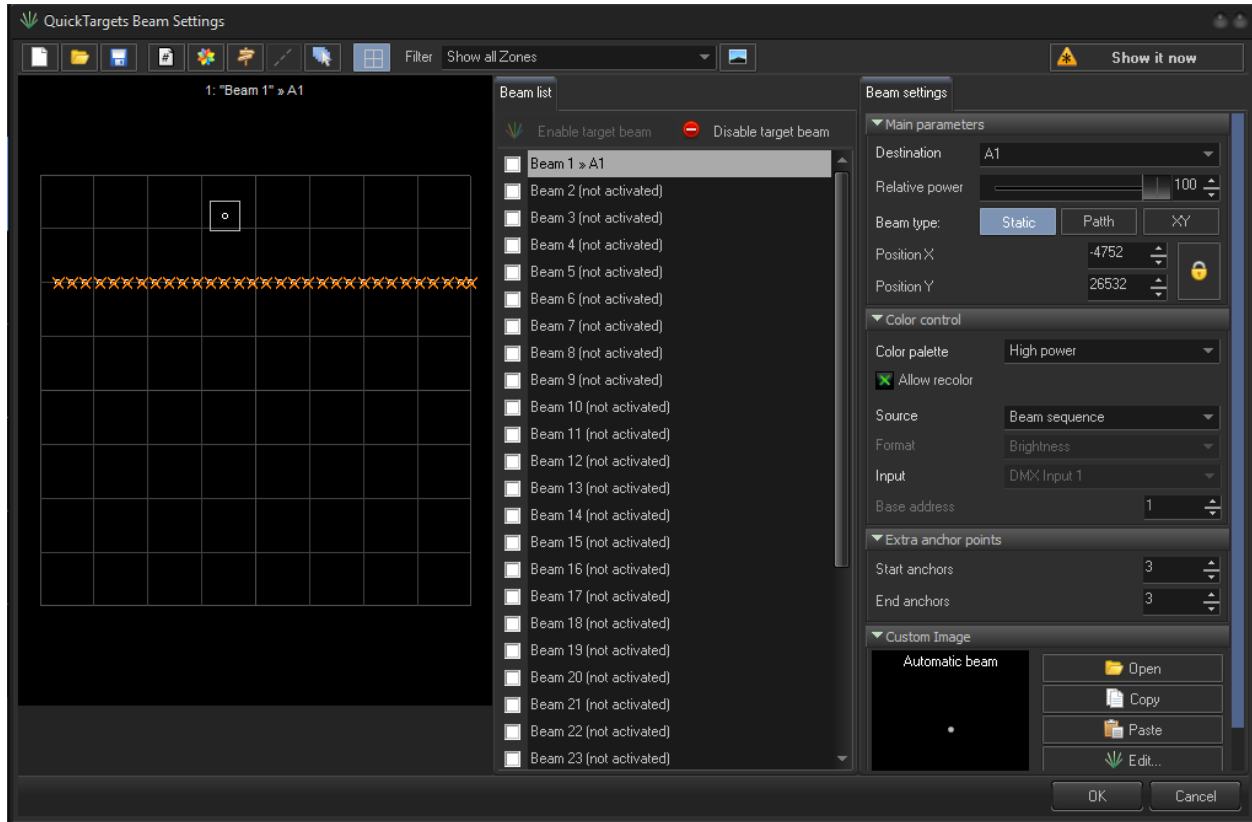 QuickTargets Beam Settings
Filter Show all Zones
Show it now
1: "Beam 1" » A1
Beam list
Enable target beam
Disable target beam
Beam 1 » A1
Beam 2 (not activated)
Beam 3 (not activated)
Beam 4 (not activated)
Beam 5 (not activated)
Beam 6 (not activated)
Beam 7 (not activated)
Beam 8 (not activated)
Beam 9 (not activated)
Beam 10 (not activated)
Beam 11 (not activated)
Beam 12 (not activated)
Beam 13 (not activated)
Beam 14 (not activated)
Beam 15 (not activated)
Beam 16 (not activated)
Beam 17 (not activated)
Beam 18 (not activated)
Beam 19 (not activated)
Beam 20 (not activated)
Beam 21 (not activated)
Beam 22 (not activated)
Beam 23 (not activated)
Beam settings
Main parameters
Destination A1
Relative power 100
Beam type: Static Patth XY
Position X -4752
Position Y 26532
Color control
Color palette High power
Allow recolor
Source Beam sequence
Format Brightness
Input DMX Input 1
Base address 1
Extra anchor points
Start anchors 3
End anchors 3
Custom Image
Automatic beam
Open
Copy
Paste
Edit...
OK Cancel